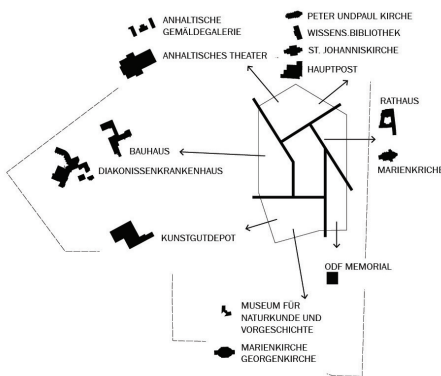 ANHALTISCHE
GEMÄLDEGALERIE
ANHALTISCHES THEATER
PETER UNDPAUL KIRCHE
WISSENS.BIBLIOTHEK
ST. JOHANNISKIRCHE
HAUPTPOST
RATHAUS
MARIENKIRCHE
BAUHAUS
DIAKONISSENKRANKENHAUS
KUNSTGUTDEPOT
ODF MEMORIAL
MUSEUM FÜR
NATURKUNDE UND
VORGESCHICHTE
MARIENKIRCHE
GEORGENKIRCHE